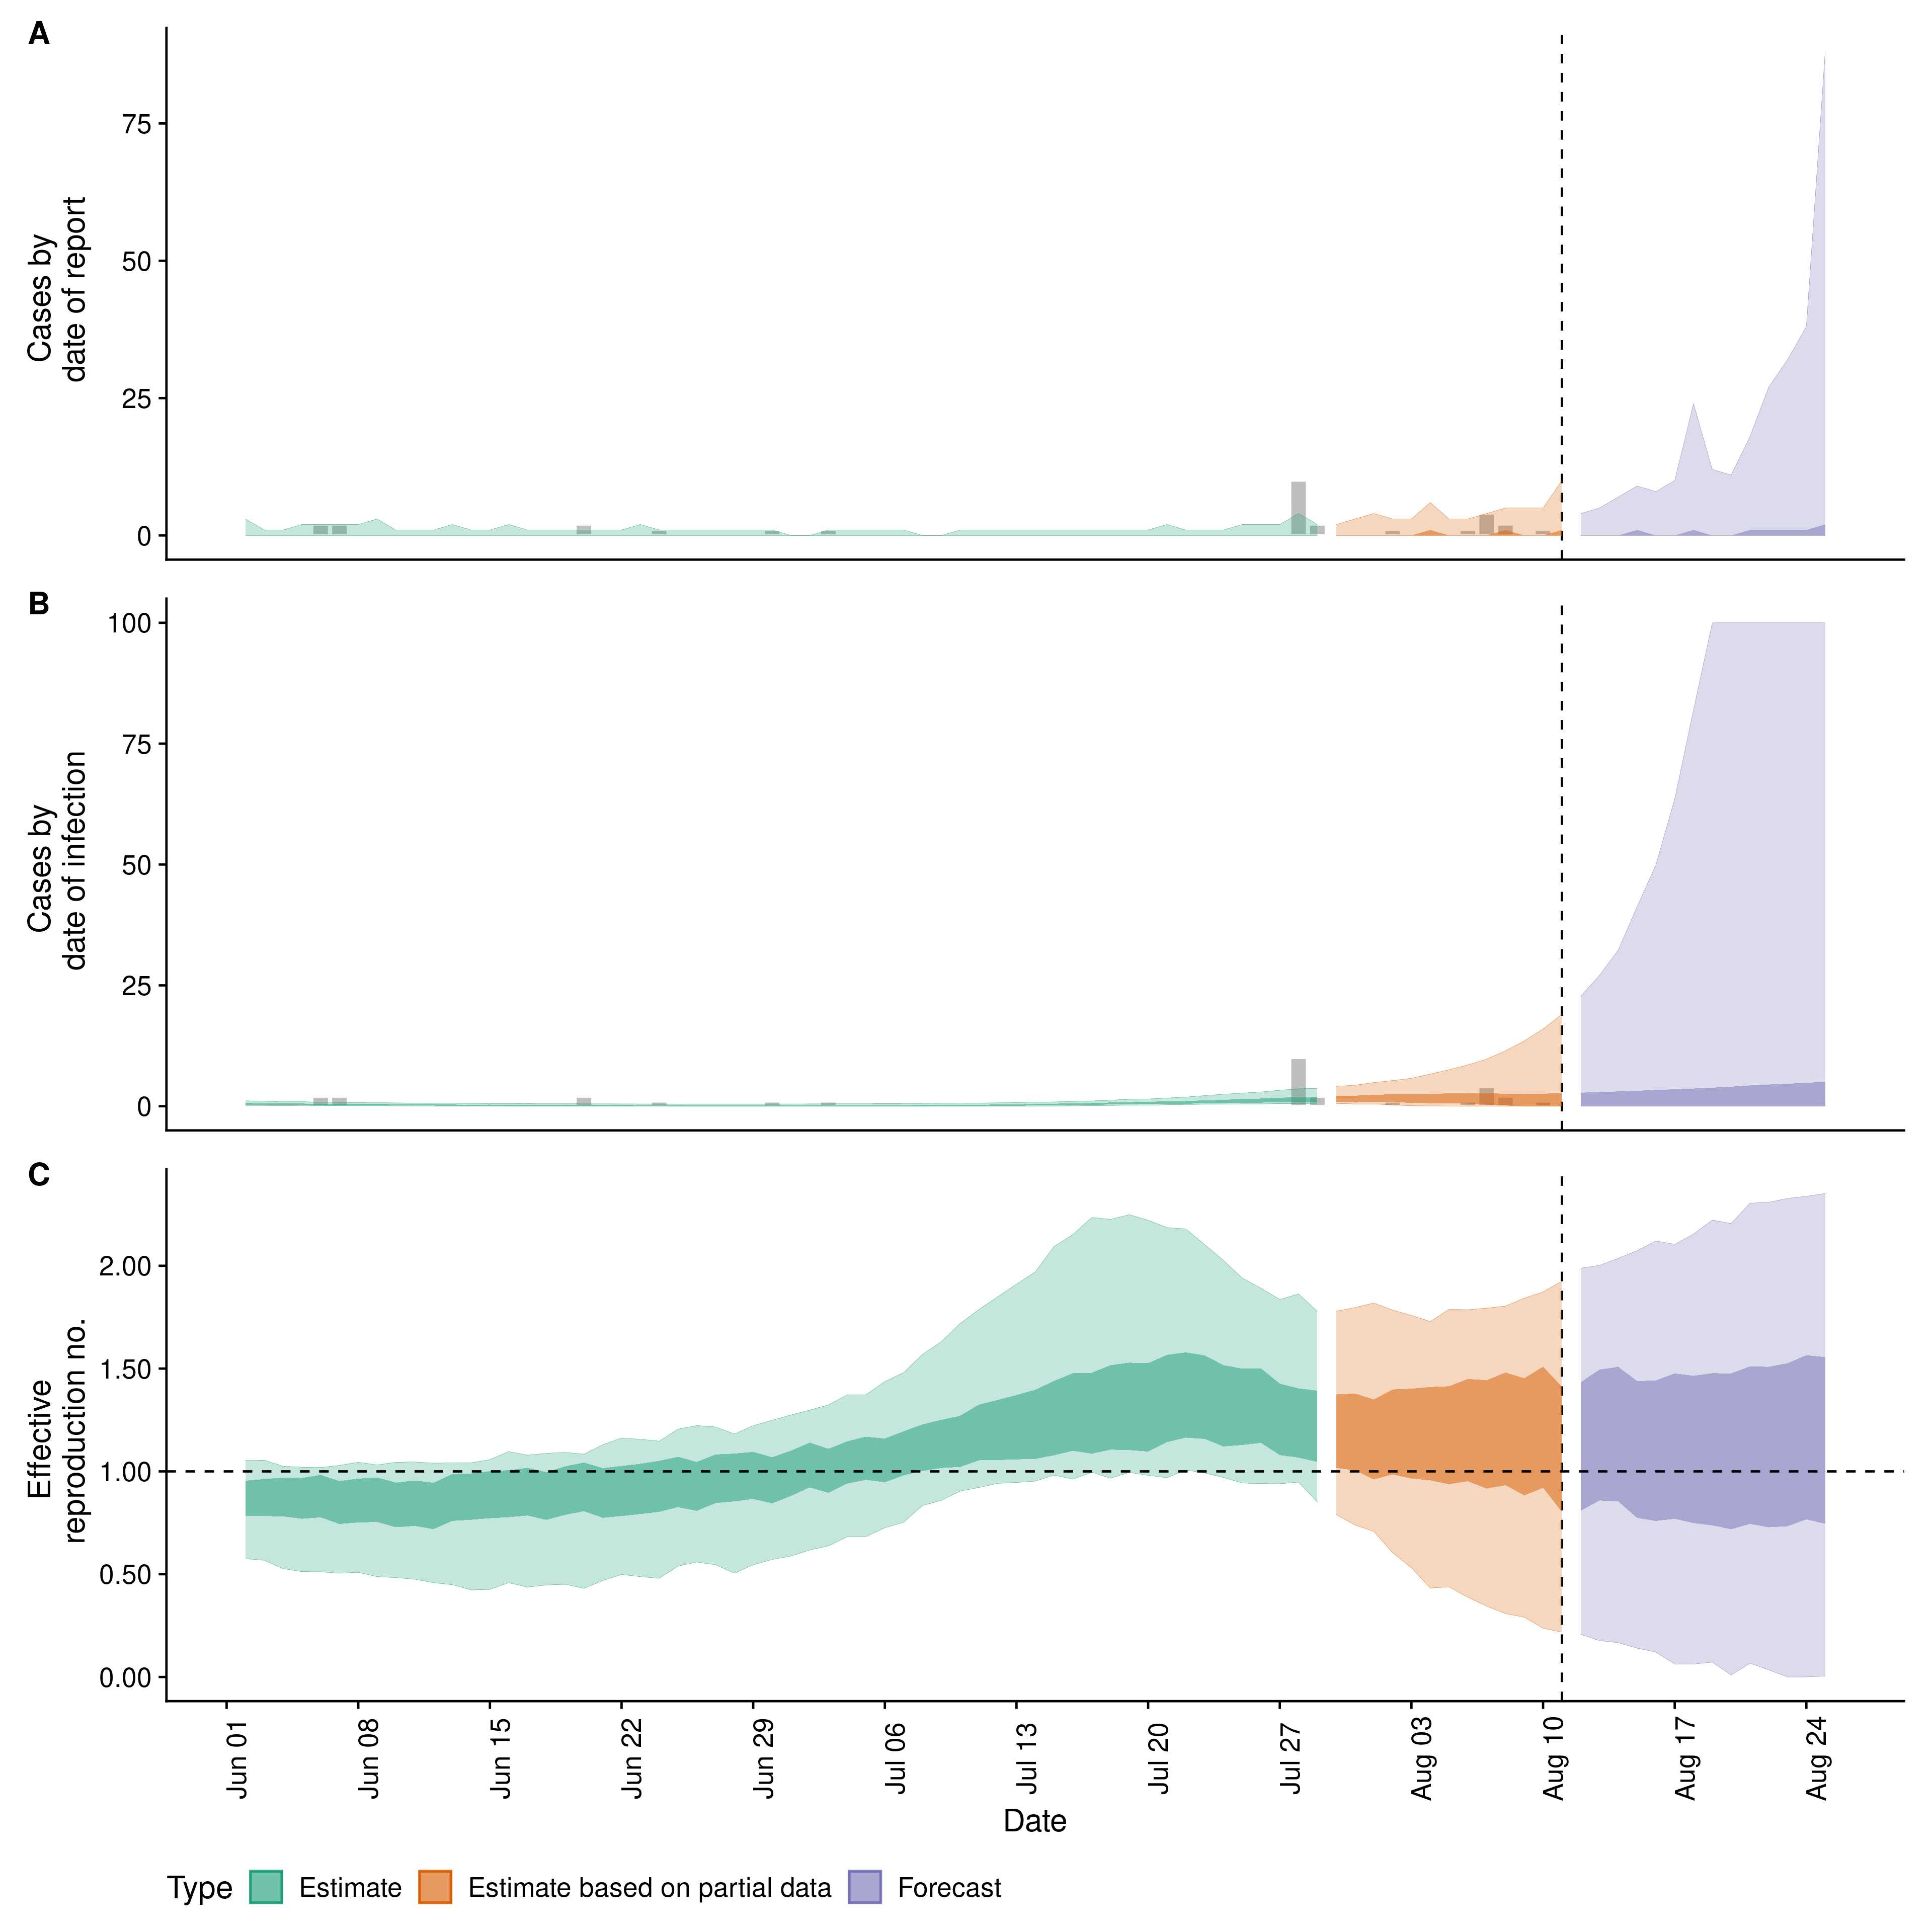 A
Cases by
date of report
75
50
25
0
B
Cases by
date of infection
100
75
50
25
0
C
Effective
reproduction no.
2.00
1.50
1.00
0.50
0.00
Jun 01
Jun 08
Jun 15
Jun 22
Jun 29
Jul 06
Jul 13
Jul 20
Jul 27
Aug 03
Aug 10
Aug 17
Aug 24
Date
Type Estimate Estimate based on partial data Forecast